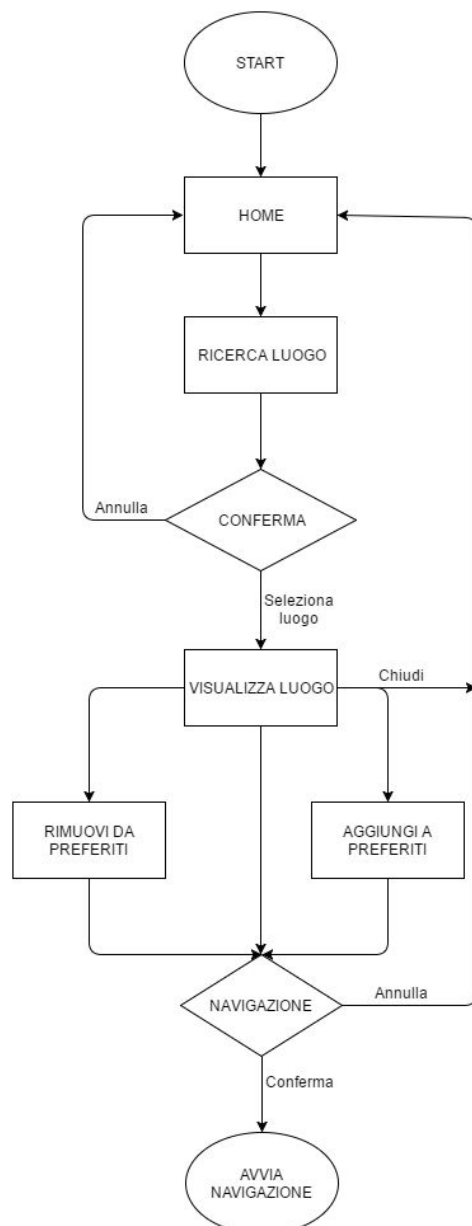 START
HOME
RICERCA LUOGO
Annulla
CONFERMA
Seleziona
luogo
VISUALIZZA LUOGO
Chiudi
RIMUOVI DA
PREFERITI
AGGIUNGI A
PREFERITI
NAVIGAZIONE
Annulla
Conferma
AVVIA
NAVIGAZIONE